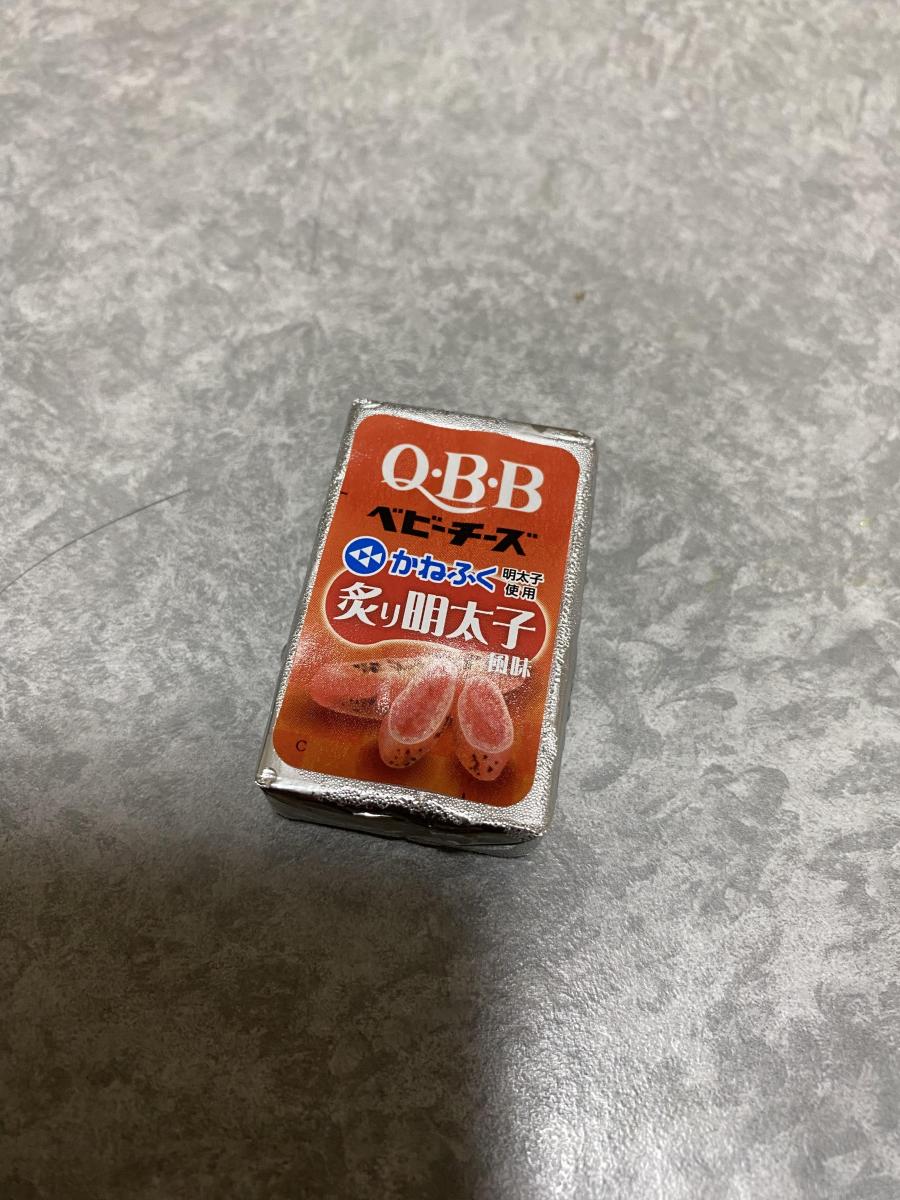 Q・B・B
ベビーチーズ
かねふく 明太子使用
炙り明太子
風味
C